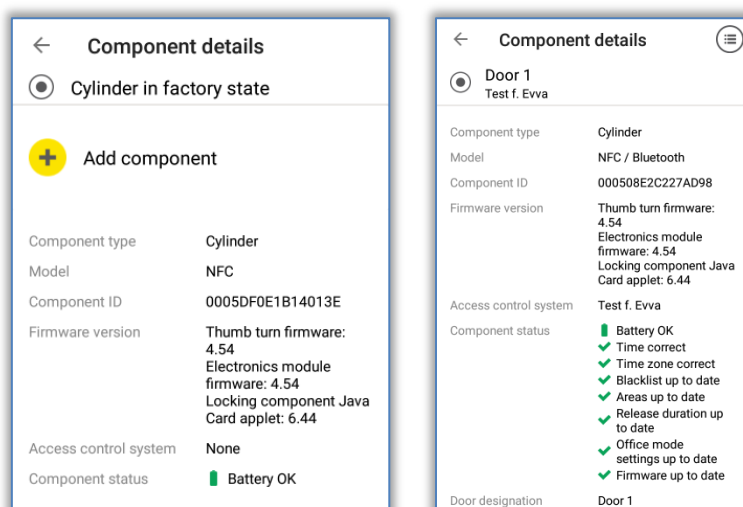 Component details
Cylinder in factory state
Add component
Component type Cylinder
Model NFC
Component ID 0005DF0E1B14013E
Firmware version Thumb turn firmware:
4.54
Electronics module
firmware: 4.54
Locking component Java
Card applet: 6.44
Access control system None
Component status Battery OK
Component details
Door 1
Test f. Evva
Component type Cylinder
Model NFC / Bluetooth
Component ID 000508E2C227AD98
Firmware version Thumb turn firmware:
4.54
Electronics module
firmware: 4.54
Locking component Java
Card applet: 6.44
Access control system Test f. Evva
Component status Battery OK
Time correct
Time zone correct
Blacklist up to date
Areas up to date
Release duration up
to date
Office mode
settings up to date
Firmware up to date
Door designation Door 1